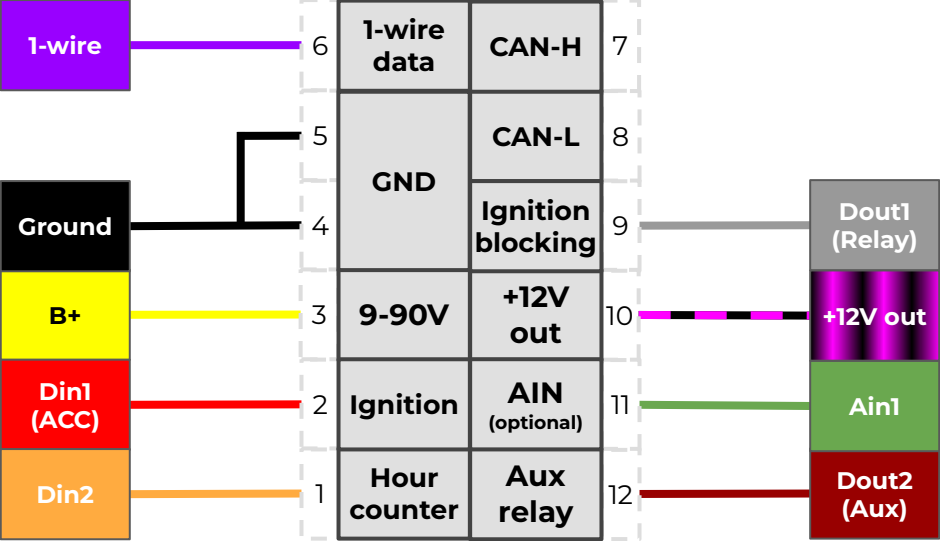 1-wire
6
1-wire
data
CAN-H
7
5
CAN-L
8
GND
Ground
4
Ignition
blocking
9
Dout1
(Relay)
B+
3
9-90V
+12V
out
10
+12V out
Din1
(ACC)
2
Ignition
AIN
(optional)
11
Ain1
Din2
1
Hour
counter
Aux
relay
12
Dout2
(Aux)